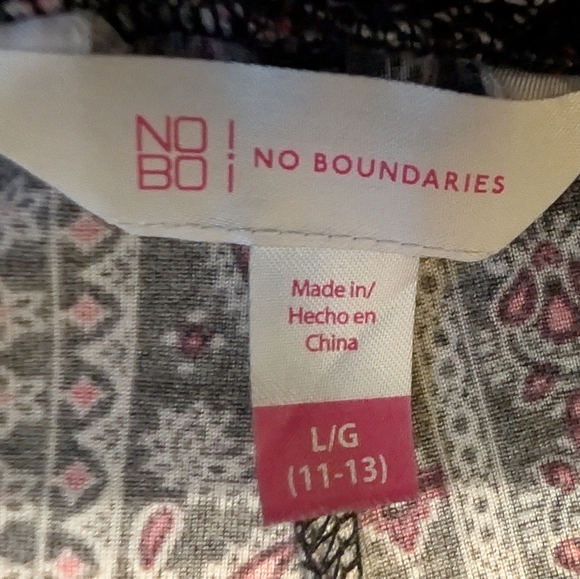 NO
BO
NO BOUNDARIES
Made in/
Hecho en
China
L/G
(11-13)